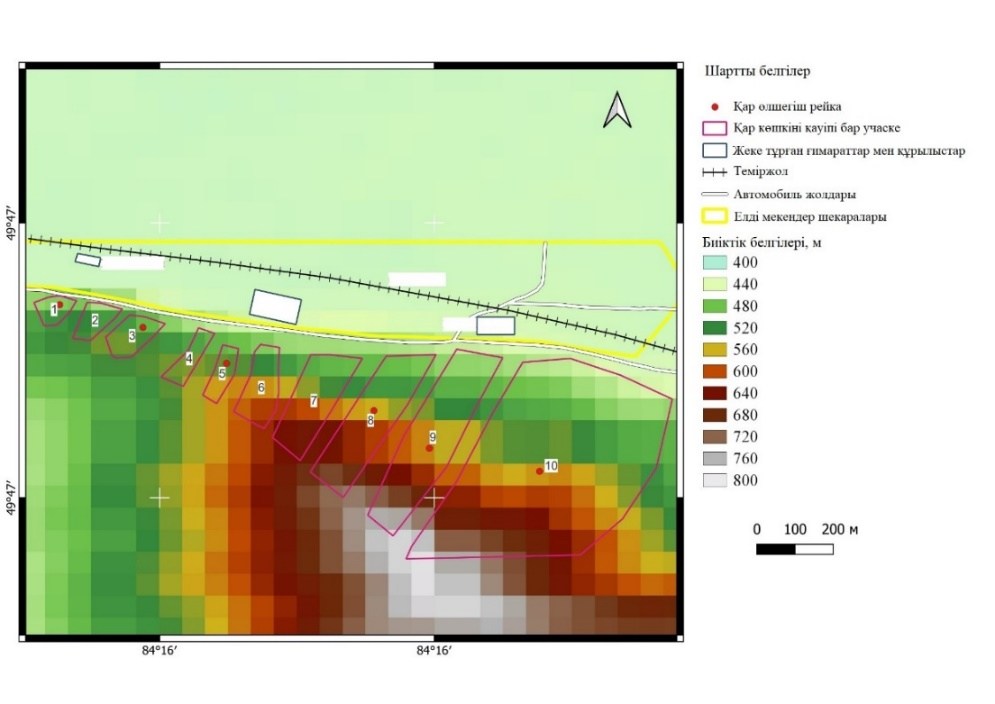 Шартты белгілер
Қар өлшегіш рейка
Қар көшкіні қауіпі бар учаске
Жеке тұрған ғимараттар мен құрылыстар
Теміржол
Автомобиль жолдары
Елді мекендер шекаралары
Биіктік белгілері, м
400
440
480
520
560
600
640
680
720
760
800
0 100 200 м
49°47′
49°47′
84°16′ 84°16′
1
2
3
4
5
6
7
8
9
10